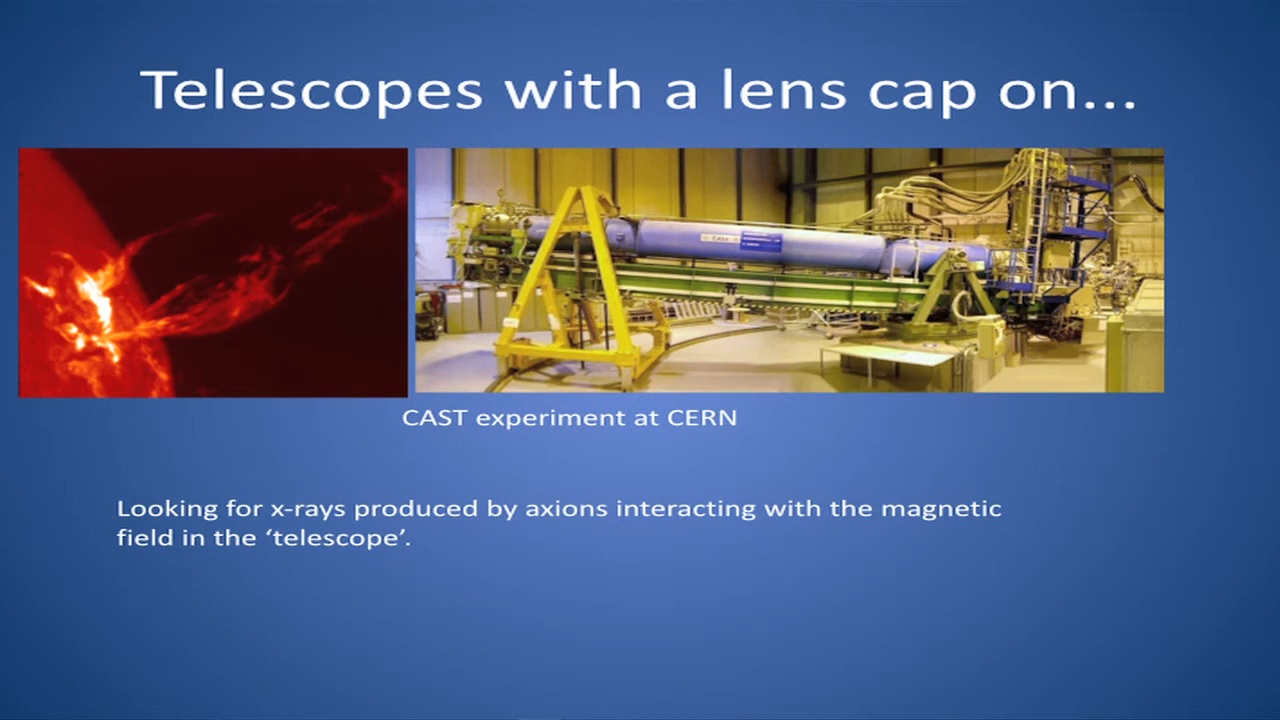 Telescopes with a lens cap on...
CAST
CAST experiment at CERN
Looking for x-rays produced by axions interacting with the magnetic
field in the ‘telescope’.